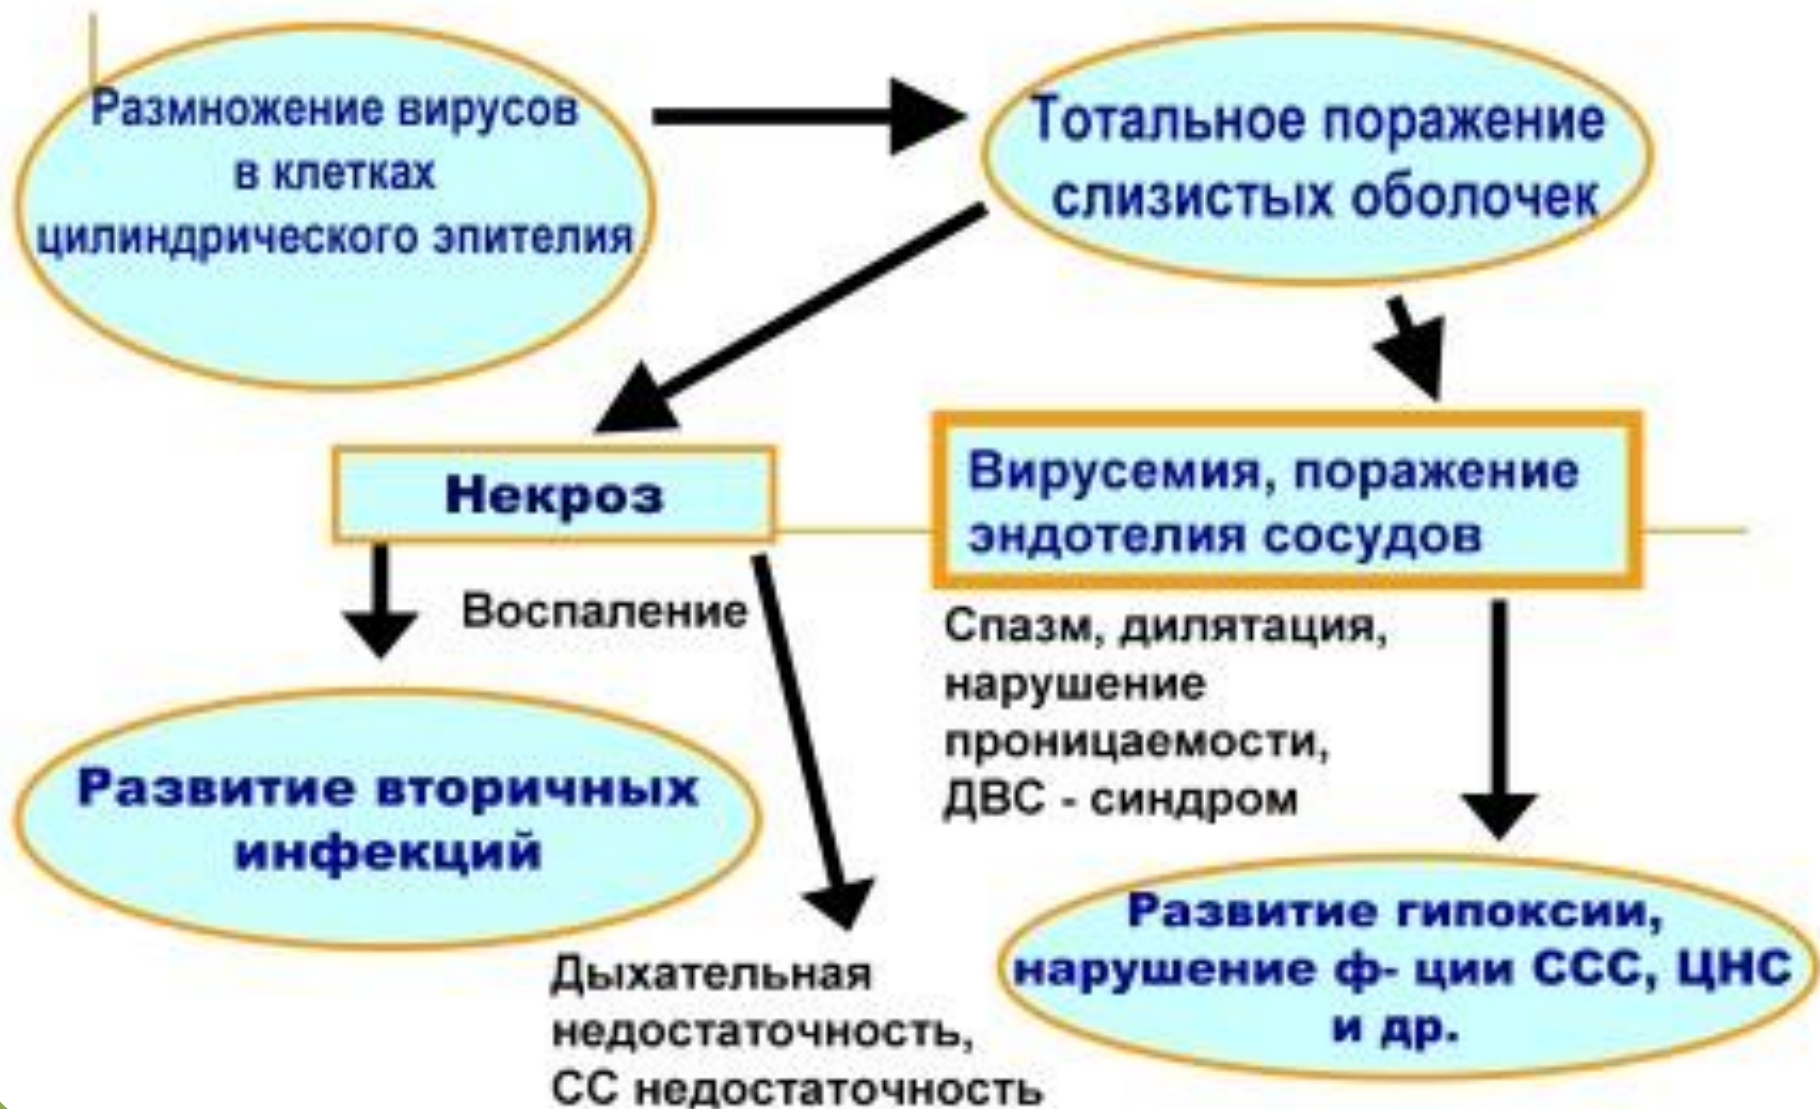 Размножение вирусов
в клетках
цилиндрического эпителия
Тотальное поражение
слизистых оболочек
Некроз
Вирусемия, поражение
эндотелия сосудов
Воспаление
Спазм, дилятация,
нарушение
проницаемости,
ДВС - синдром
Развитие вторичных
инфекций
Дыхательная
недостаточность,
СС недостаточность
Развитие гипоксии,
нарушение ф- ции ССС, ЦНС
и др.